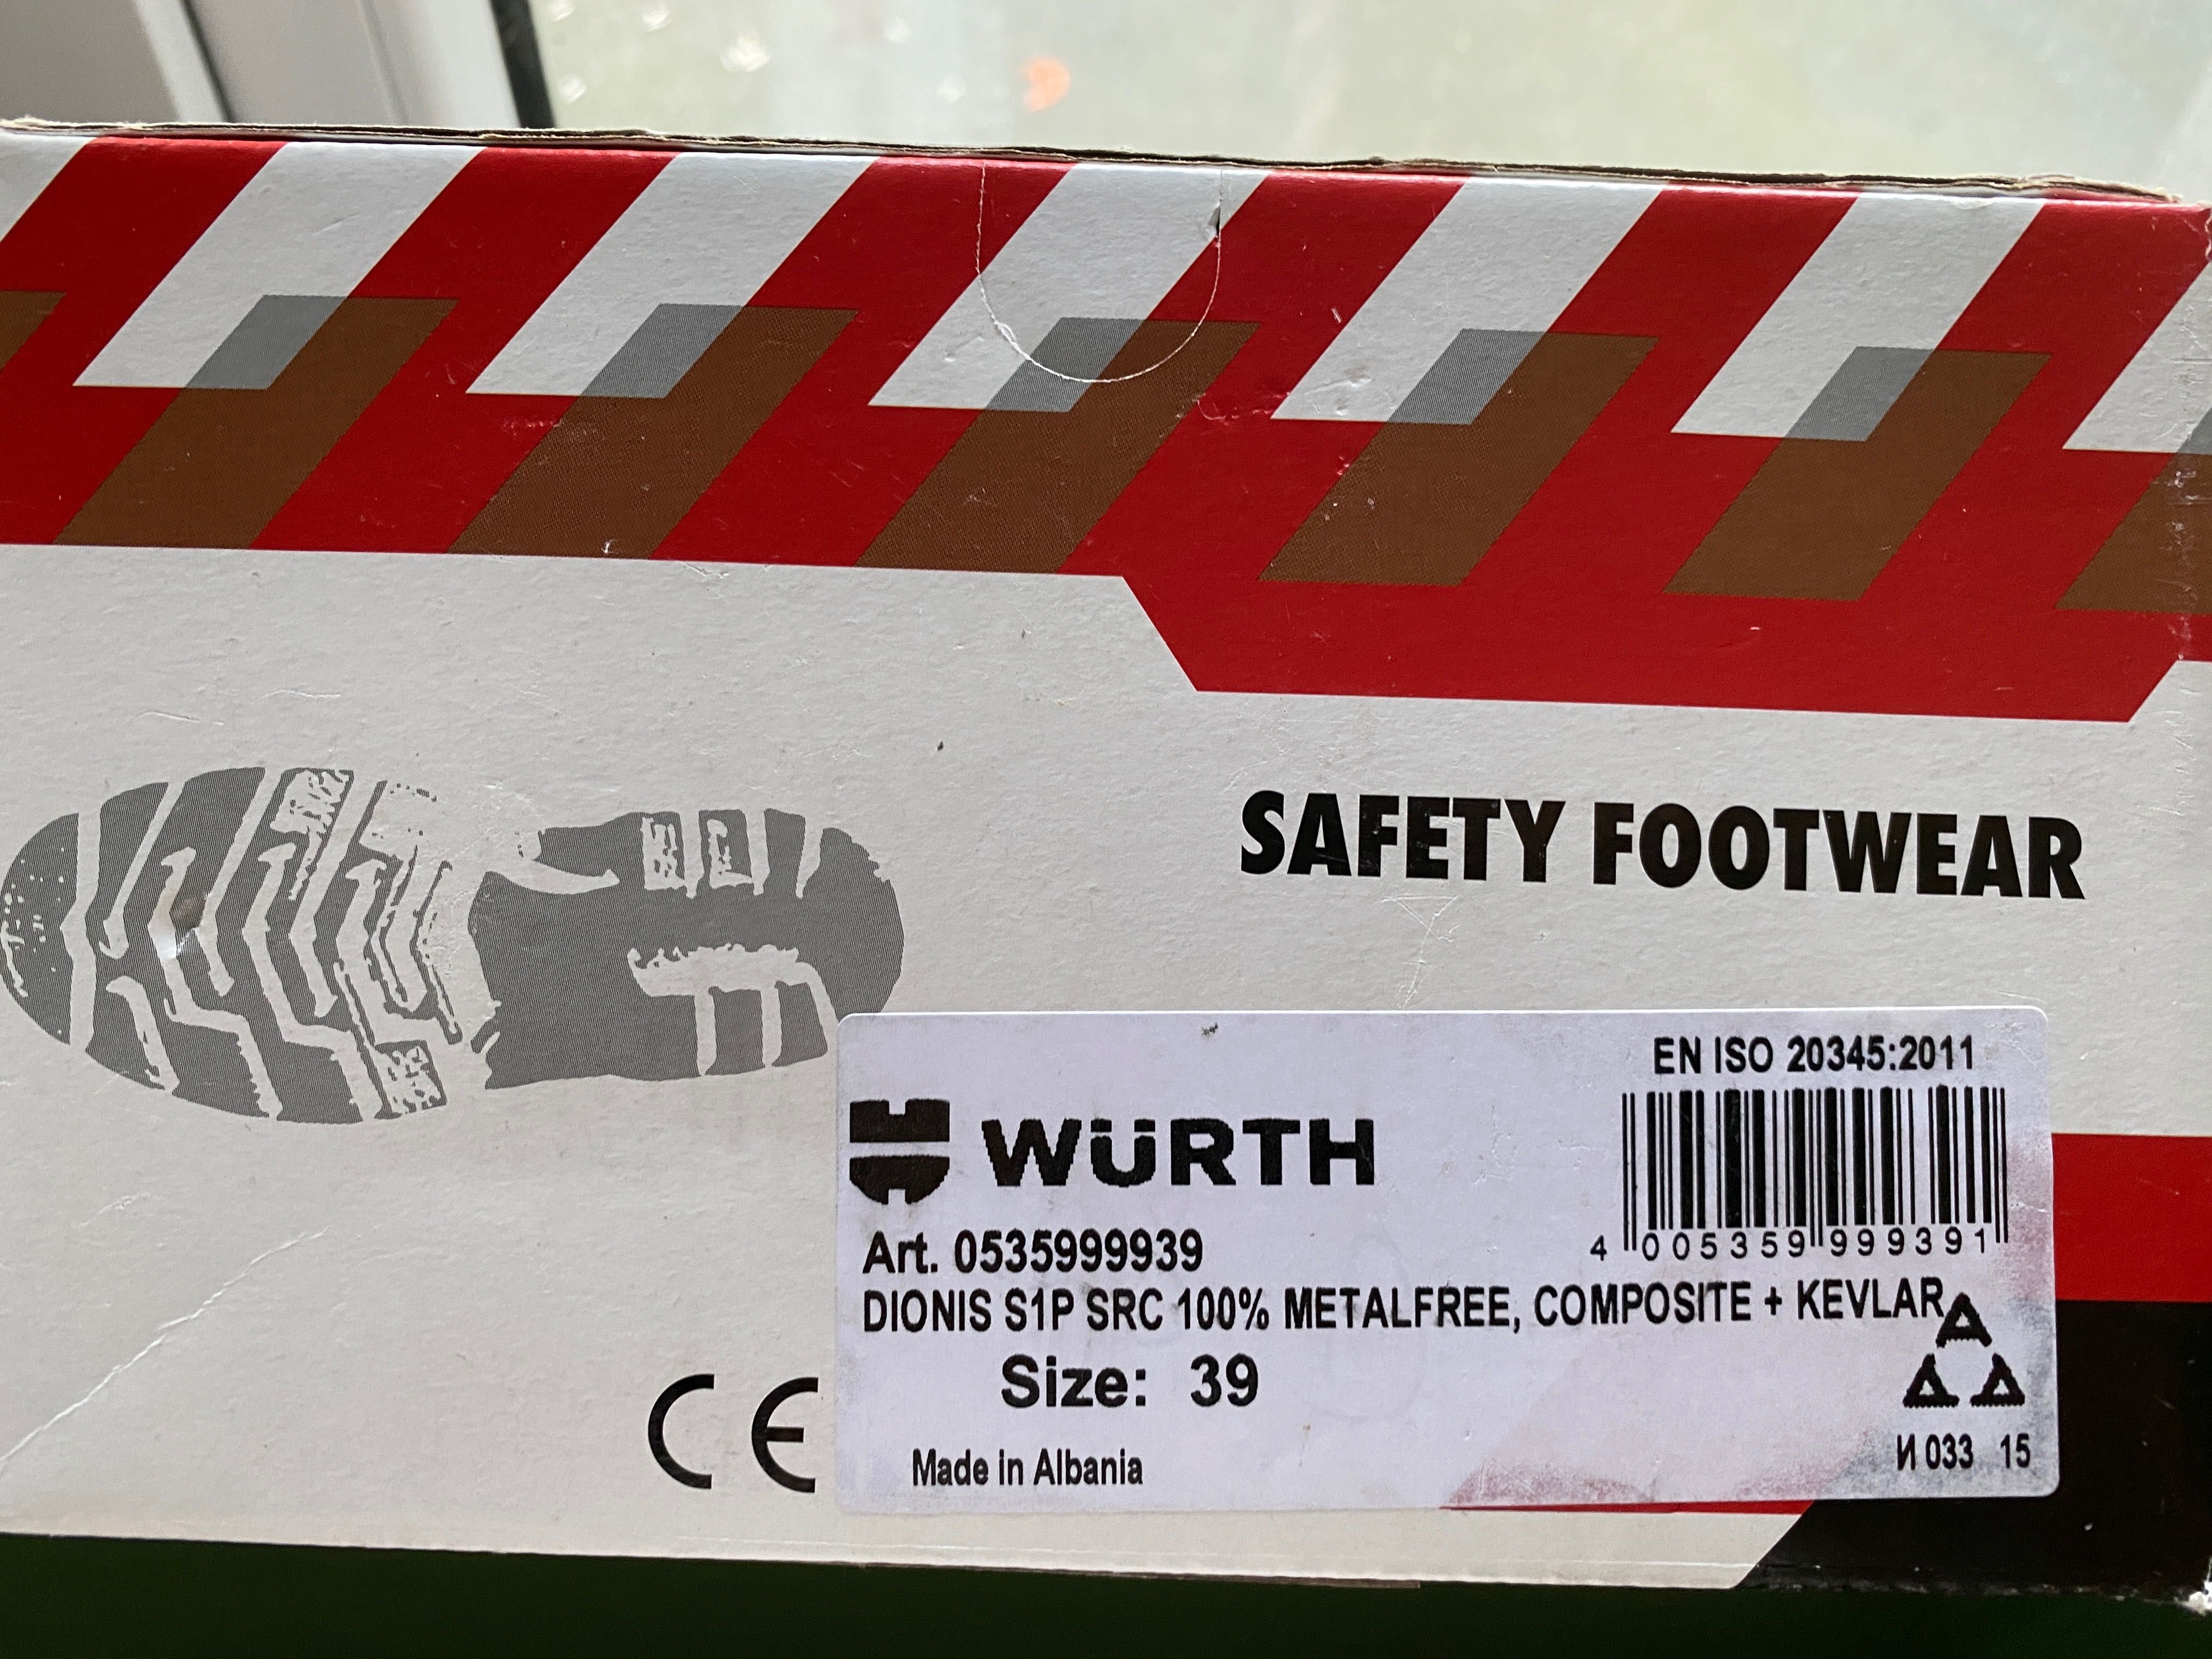 SAFETY FOOTWEAR
EN ISO 20345:2011
WÜRTH
4 005359 999391
Art. 0535999939
DIONIS S1P SRC 100% METALFREE, COMPOSITE + KEVLAR
Size: 39
CE
Made in Albania
И 033 15